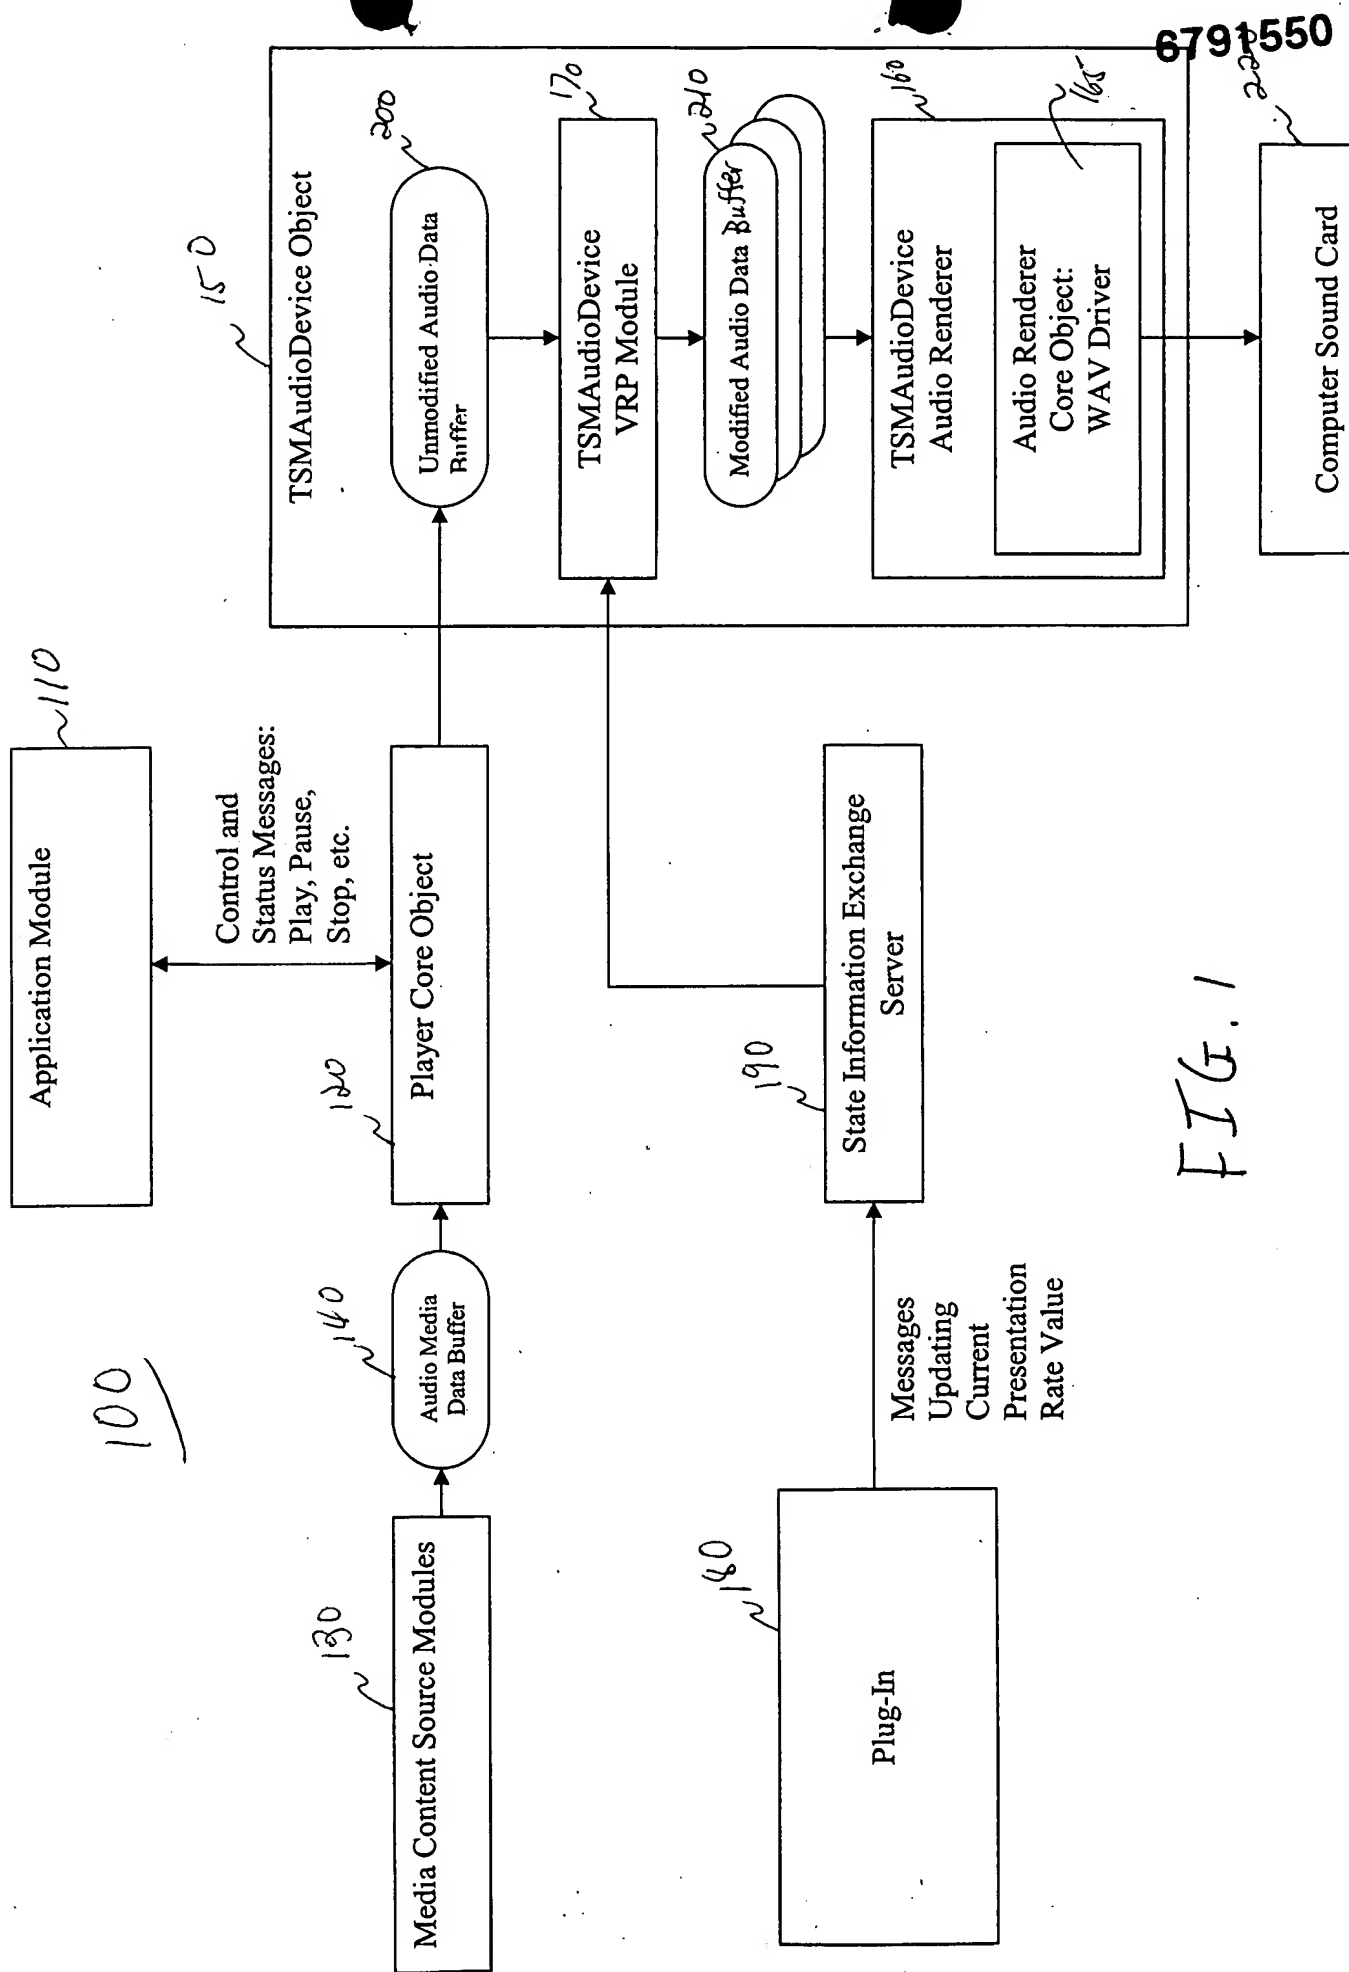 6791550
100
Application Module
110
Control and
Status Messages:
Play, Pause,
Stop, etc.
Media Content Source Modules
130
Audio Media
Data Buffer
140
Player Core Object
120
TSMAudioDevice Object
150
Unmodified Audio Data
Buffer
200
TSMAudioDevice
VRP Module
170
Modified Audio Data Buffer
210
TSMAudioDevice
Audio Renderer
160
Audio Renderer
Core Object:
WAV Driver
165
Computer Sound Card
Plug-In
180
Messages
Updating
Current
Presentation
Rate Value
State Information Exchange
Server
190
FIG. 1